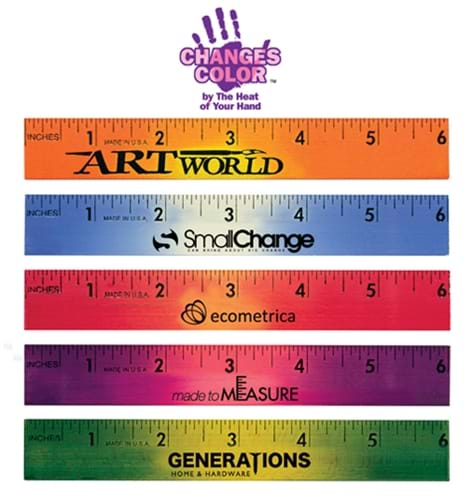 CHANGES
COLOR™
by The Heat
of Your Hand
INCHES 1 MADE IN U.S.A. 2 3 4 5 6
ARTWORLD
INCHES 1 MADE IN U.S.A. 2 3 4 5 6
SmallChange
CAN BRING ABOUT BIG CHANGE
INCHES 1 MADE IN U.S.A. 2 3 4 5 6
ecometrica
INCHES 1 MADE IN U.S.A. 2 3 4 5 6
made to MEASURE
INCHES 1 MADE IN U.S.A. 2 3 4 5 6
GENERATIONS
HOME & HARDWARE